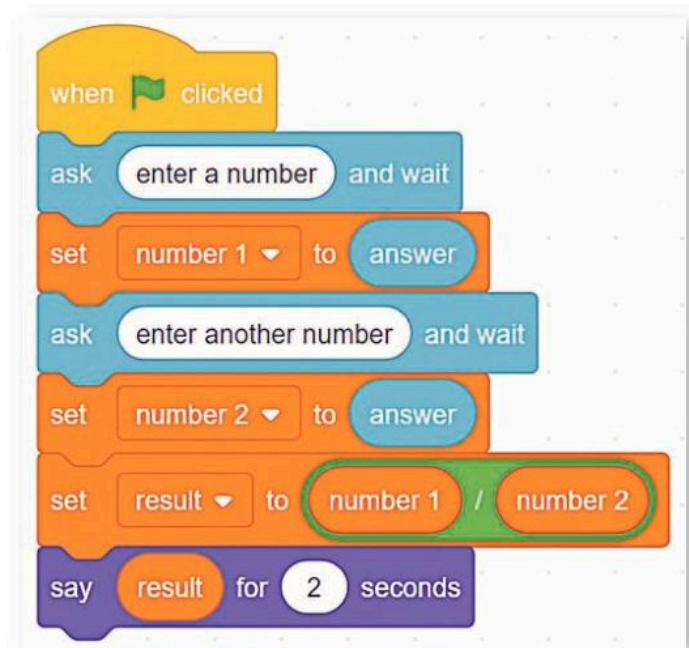 when clicked
ask enter a number and wait
set number 1 to answer
ask enter another number and wait
set number 2 to answer
set result to number 1 / number 2
say result for 2 seconds